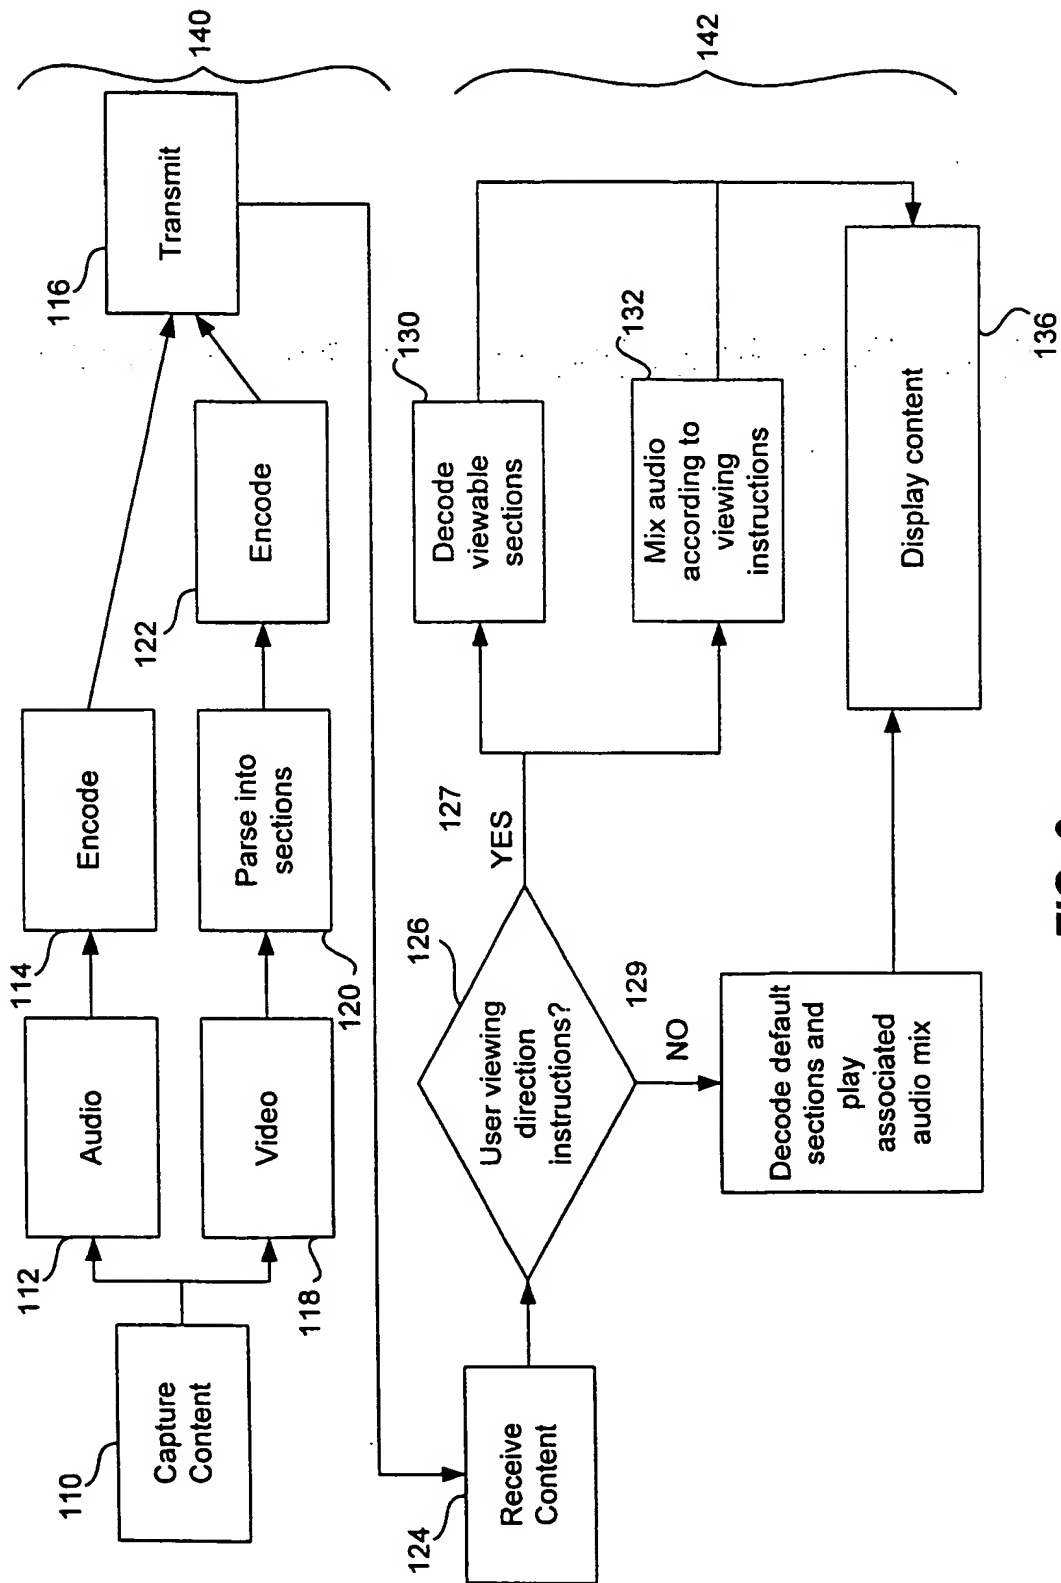 140
110
Capture
Content
112
Audio
114
Encode
116
Transmit
118
Video
120
Parse into
sections
122
Encode
142
124
Receive
Content
126
User viewing
direction
instructions?
127
YES
129
NO
130
Decode
viewable
sections
132
Mix audio
according to
viewing
instructions
Decode default
sections and
play
associated
audio mix
Display content
136
FIG.